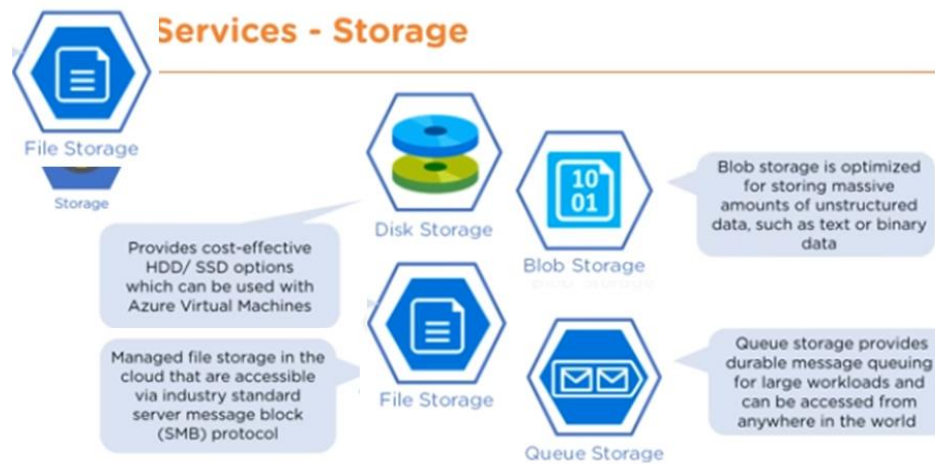 Services - Storage
File Storage
Storage
Disk Storage
Provides cost-effective
HDD/ SSD options
which can be used with
Azure Virtual Machines
10
01
Blob Storage
Blob storage is optimized
for storing massive
amounts of unstructured
data, such as text or binary
data
File Storage
Managed file storage in the
cloud that are accessible
via industry standard
server message block
(SMB) protocol
Queue Storage
Queue storage provides
durable message queuing
for large workloads and
can be accessed from
anywhere in the world